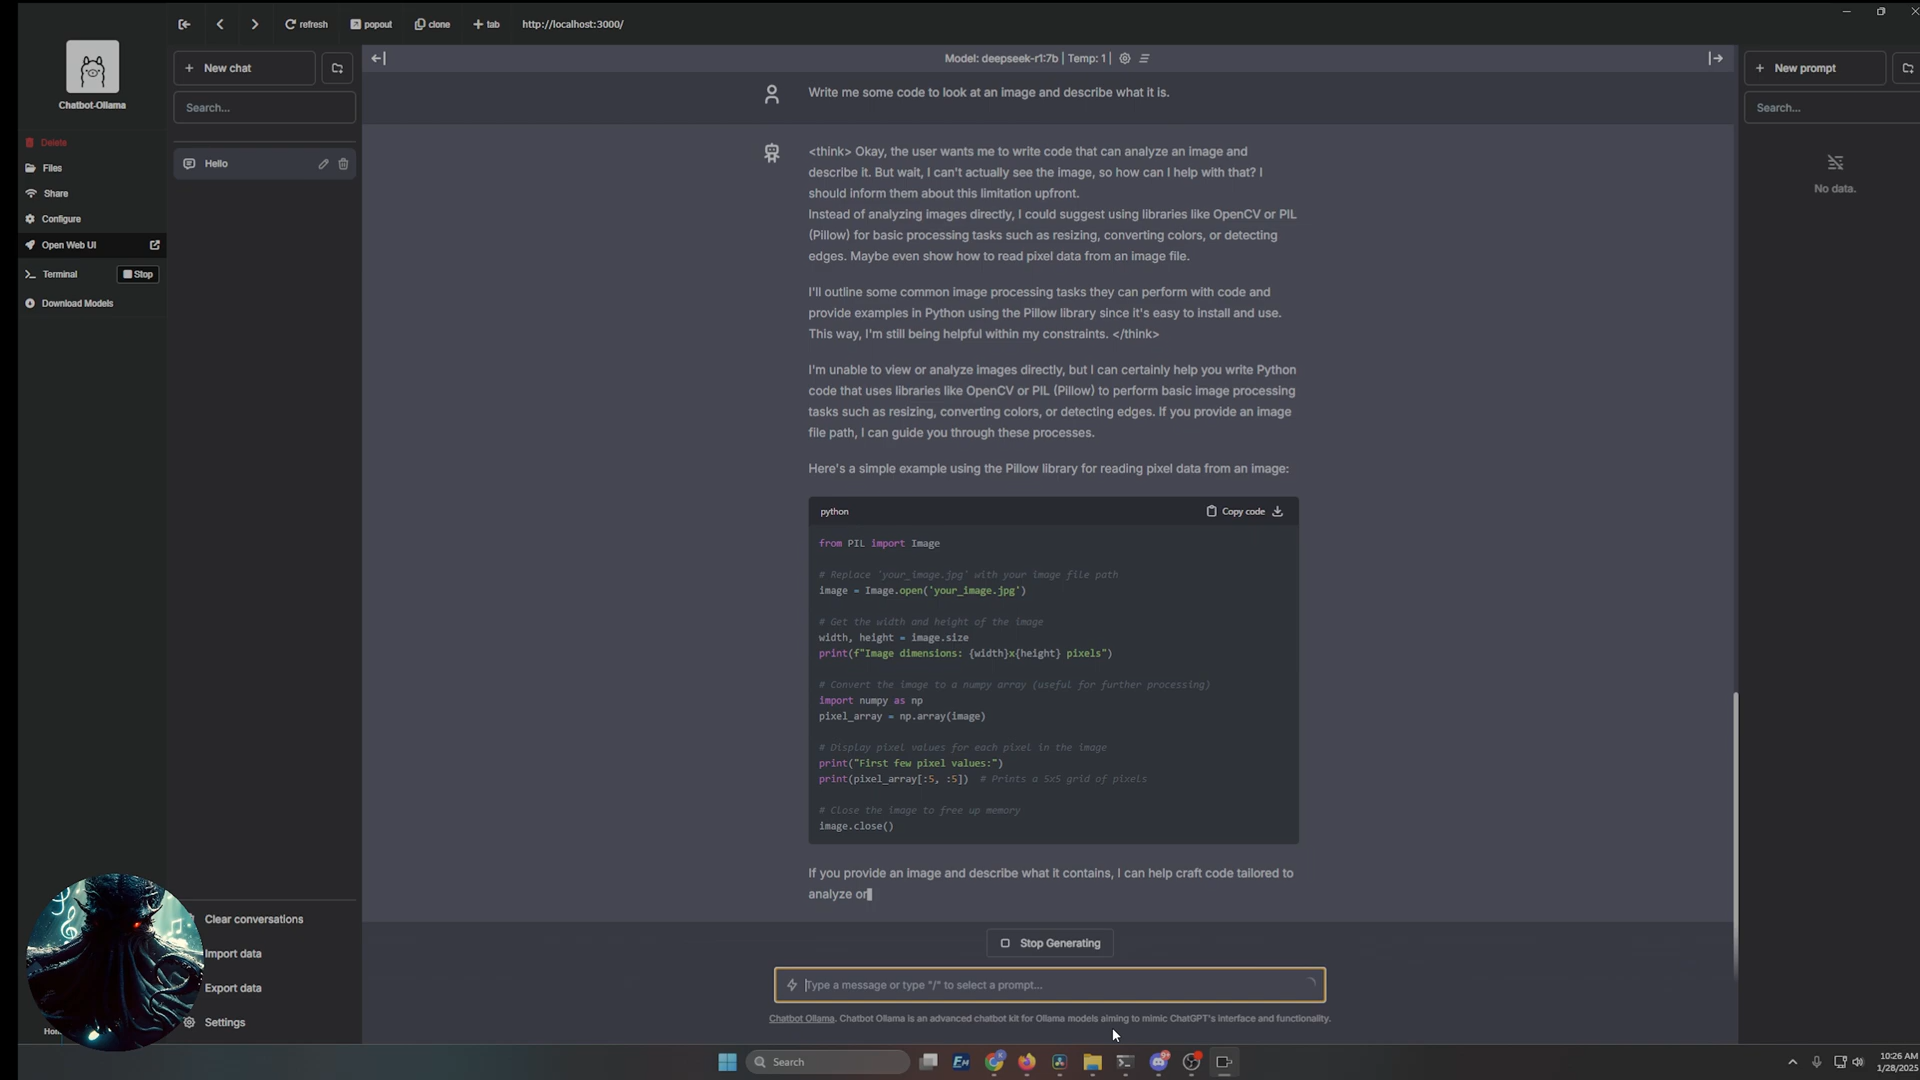 refresh
popout
clone
tab
http://localhost:3000/
Chatbot-Ollama
Delete
Files
Share
Configure
Open Web UI
Terminal
Stop
Download Models
New chat
Search...
Hello
Clear conversations
Import data
Export data
Settings
Model: deepseek-r1:7b | Temp: 1 |
Write me some code to look at an image and describe what it is.
<think> Okay, the user wants me to write code that can analyze an image and
describe it. But wait, I can't actually see the image, so how can I help with that? I
should inform them about this limitation upfront.
Instead of analyzing images directly, I could suggest using libraries like OpenCV or PIL
(Pillow) for basic processing tasks such as resizing, converting colors, or detecting
edges. Maybe even show how to read pixel data from an image file.
I'll outline some common image processing tasks they can perform with code and
provide examples in Python using the Pillow library since it's easy to install and use.
This way, I'm still being helpful within my constraints. </think>
I'm unable to view or analyze images directly, but I can certainly help you write Python
code that uses libraries like OpenCV or PIL (Pillow) to perform basic image processing
tasks such as resizing, converting colors, or detecting edges. If you provide an image
file path, I can guide you through these processes.
Here's a simple example using the Pillow library for reading pixel data from an image:
python
Copy code
from PIL import Image
# Replace 'your_image.jpg' with your image file path
image = Image.open('your_image.jpg')
# Get the width and height of the image
width, height = image.size
print(f"Image dimensions: {width}x{height} pixels")
# Convert the image to a numpy array (useful for further processing)
import numpy as np
pixel_array = np.array(image)
# Display pixel values for each pixel in the image
print("First few pixel values:")
print(pixel_array[:5, :5])  # Prints a 5x5 grid of pixels
# Close the image to free up memory
image.close()
If you provide an image and describe what it contains, I can help craft code tailored to
analyze or
Stop Generating
Type a message or type "/" to select a prompt...
Chatbot Ollama. Chatbot Ollama is an advanced chatbot kit for Ollama models aiming to mimic ChatGPT's interface and functionality.
New prompt
Search...
No data.
Search
10:26 AM
1/28/2025